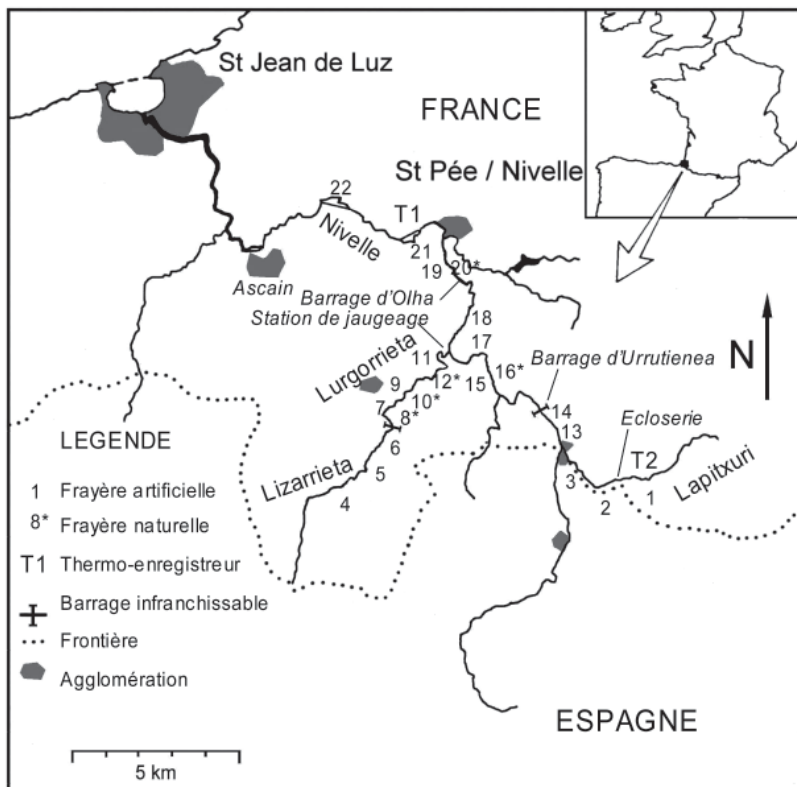 St Jean de Luz
FRANCE
St Pée / Nivelle
22
T1
Nivelle
21
20*
19
Ascain
Barrage d'Olha
Station de jaugeage
18
17
Lurgorrieta
11
16*
Barrage d'Urrutienea
N
9
12*
15
10*
14
7
8*
13
Ecloserie
6
T2
Lizarrieta
5
3
Lapitxuri
4
2
1
LEGENDE
1 Frayère artificielle
8* Frayère naturelle
T1 Thermo-enregistreur
Barrage infranchissable
Frontière
Agglomération
ESPAGNE
5 km